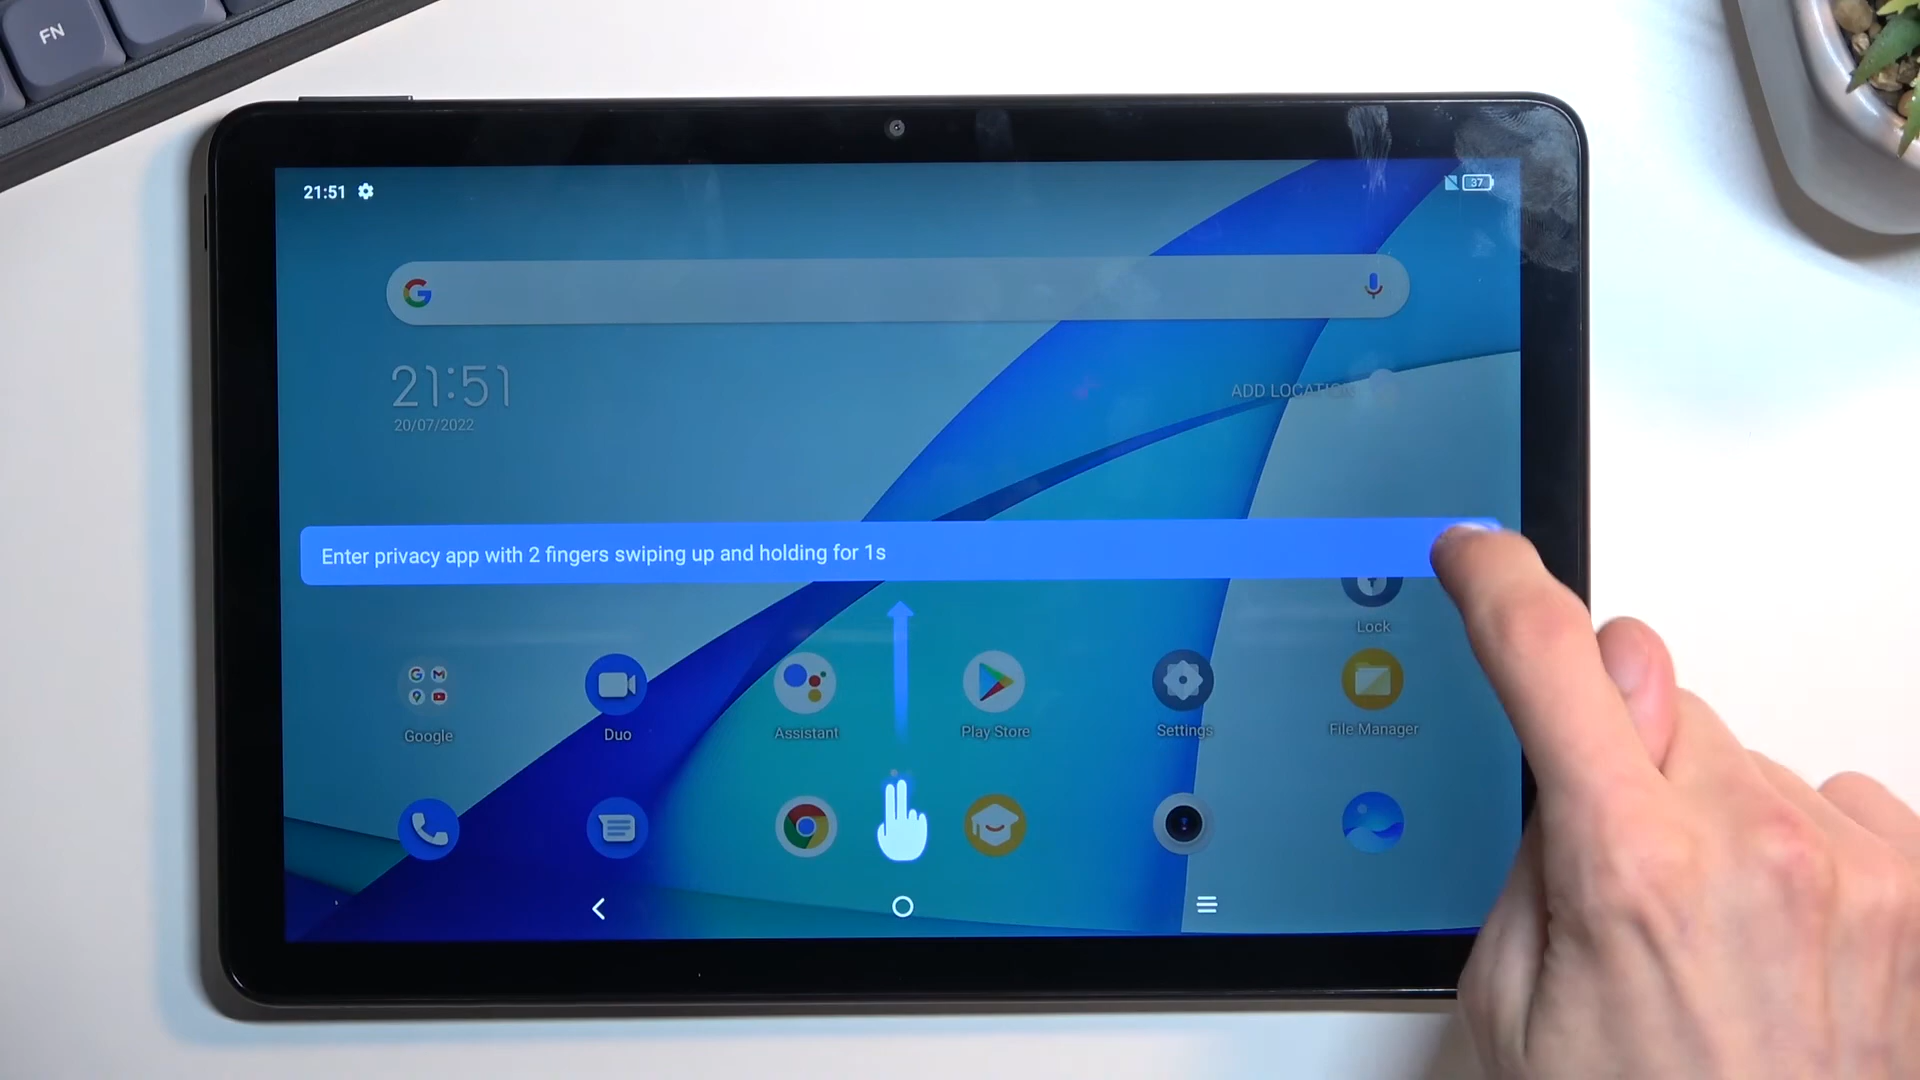 FN
21:51
37
21:51
20/07/2022
ADD LOCATION
Enter privacy app with 2 fingers swiping up and holding for 1s
Lock
Google
Duo
Assistant
Play Store
Settings
File Manager